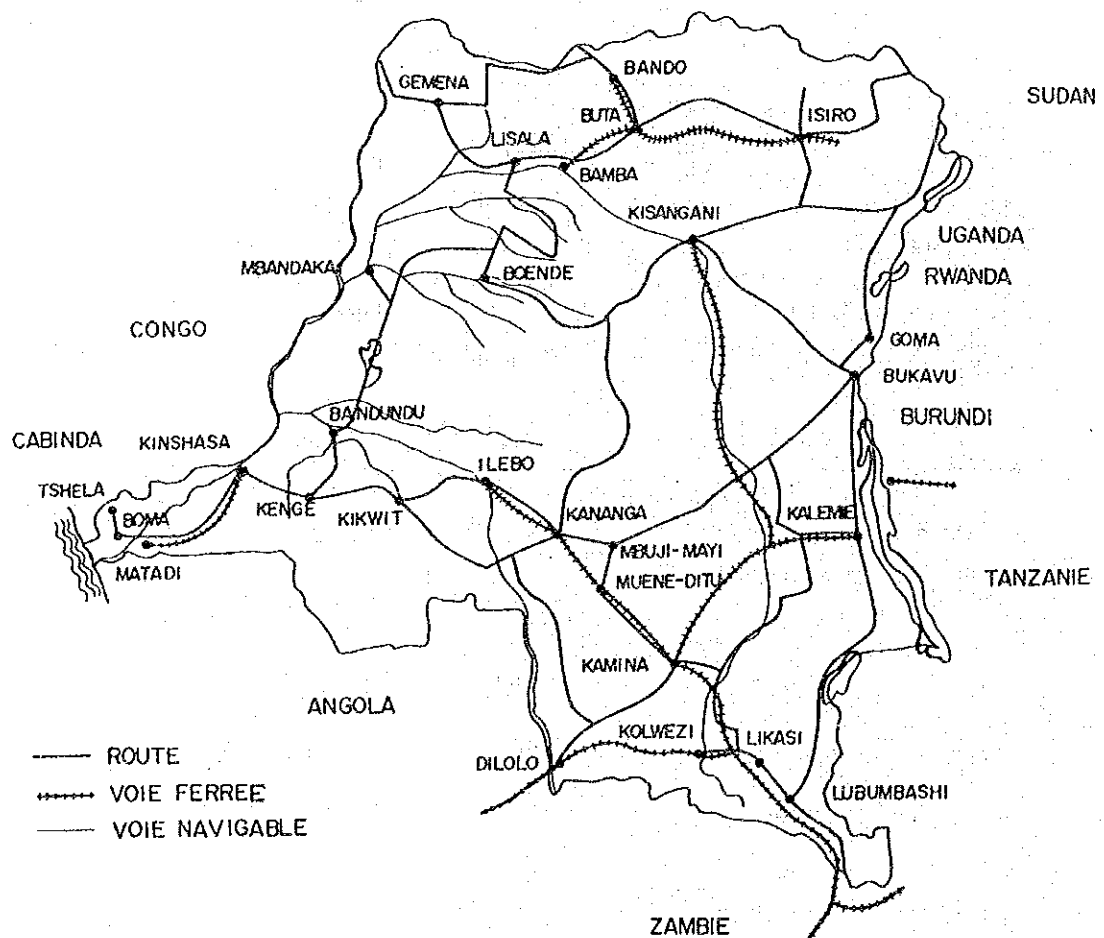 BANDO
SUDAN
GEMENA
BUTA
ISIRO
LISALA
BAMBA
KISANGANI
UGANDA
MBANDAKA
BOENDE
RWANDA
CONGO
GOMA
BUKAVU
BANDUNDU
BURUNDI
CABINDA
KINSHASA
ILEBO
TSHELA
BOMA
KENGE
KIKWIT
KANANGA
KALEMIE
MATADI
MBUJI-MAYI
MUENE-DITU
TANZANIE
KAMINA
ANGOLA
KOLWEZI
LIKASI
ROUTE
DILOLO
VOIE FERREE
LUBUMBASHI
VOIE NAVIGABLE
ZAMBIE